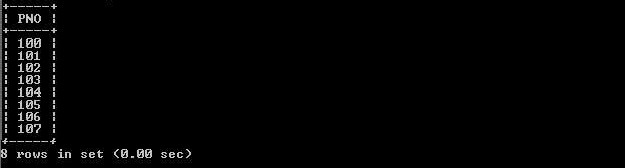 +-----+
| PNO |
+-----+
| 100 |
| 101 |
| 102 |
| 103 |
| 104 |
| 105 |
| 106 |
| 107 |
+-----+
8 rows in set (0.00 sec)